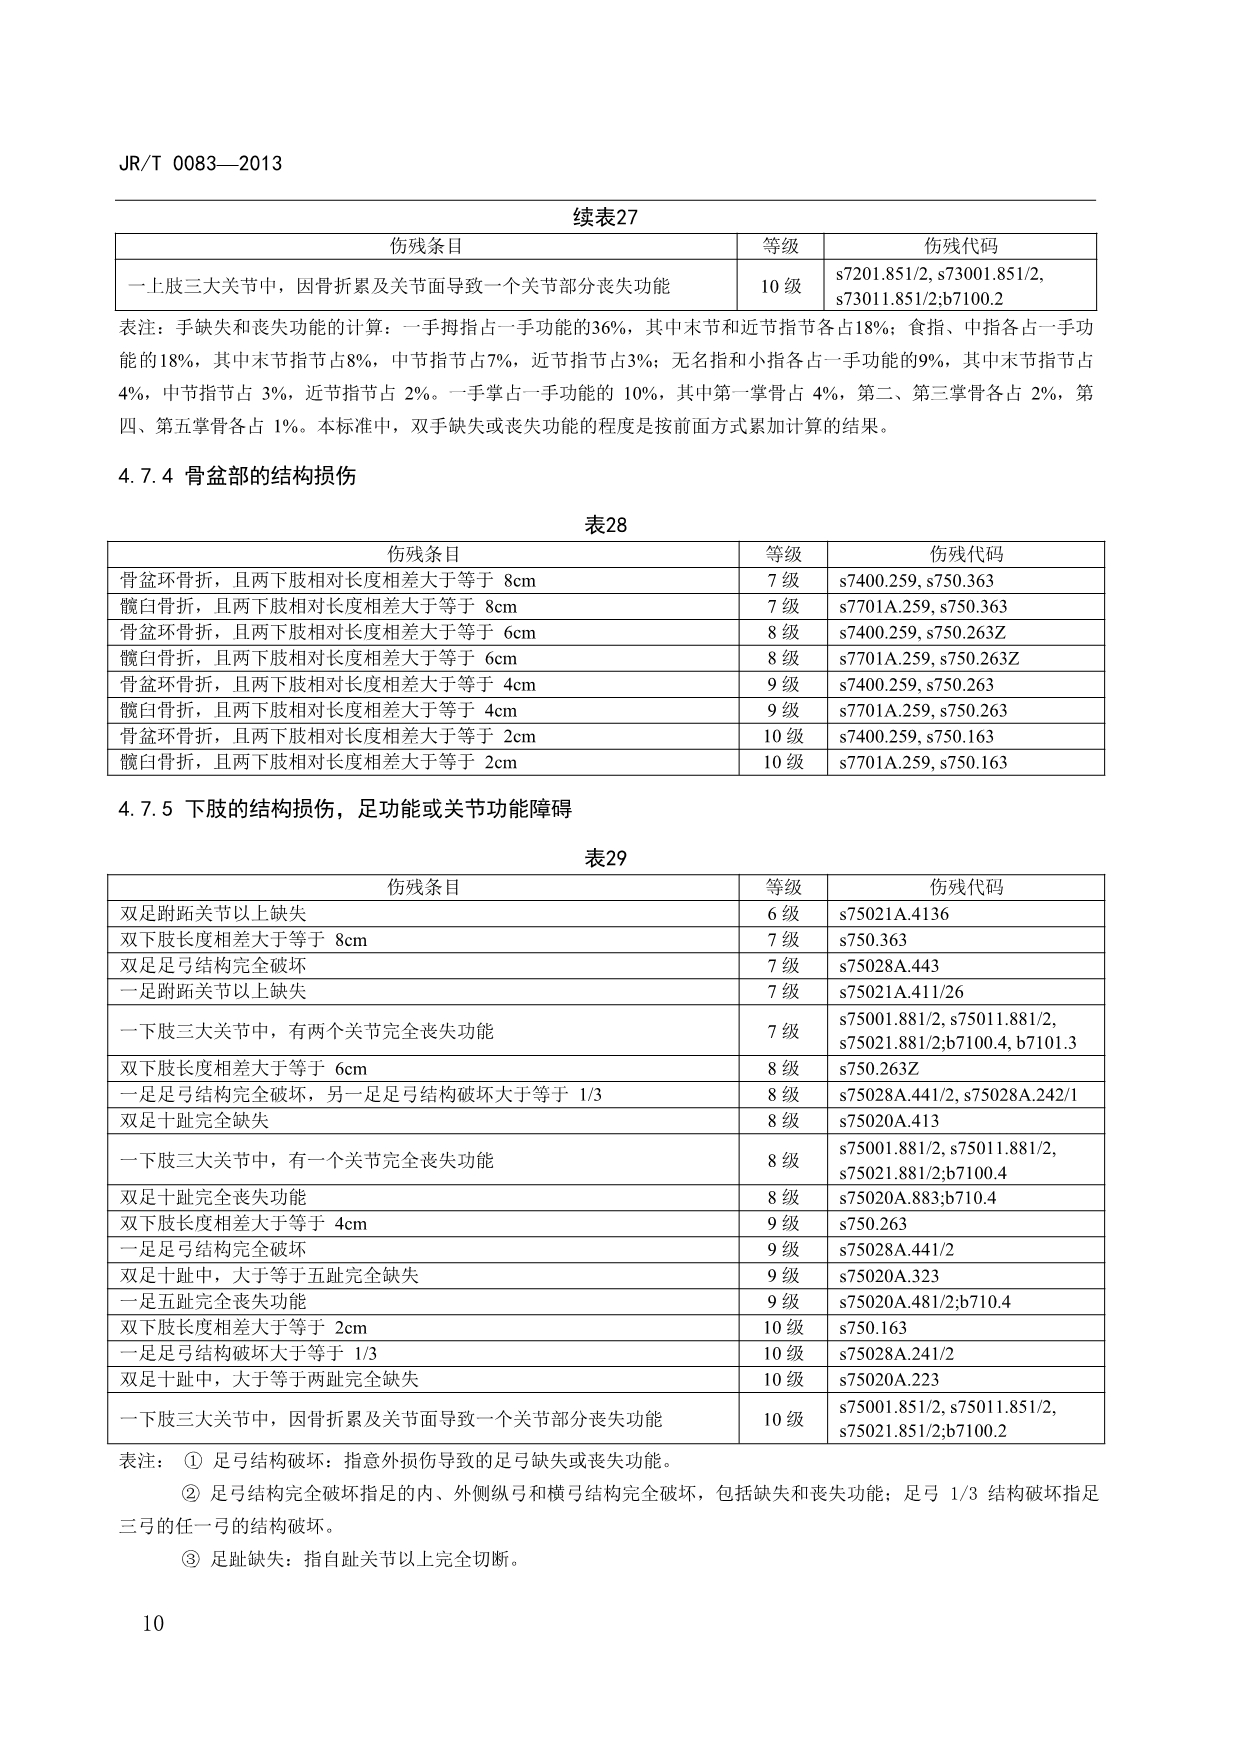 JR/T 0083—2013
续表27
伤残条目 等级 伤残代码
一上肢三大关节中，因骨折累及关节面导致一个关节部分丧失功能 10 级 s7201.851/2, s73001.851/2,
s73011.851/2;b7100.2
表注：手缺失和丧失功能的计算：一手拇指占一手功能的36%，其中末节和近节指节各占18%；食指、中指各占一手功
能的18%，其中末节指节占8%，中节指节占7%，近节指节占3%；无名指和小指各占一手功能的9%，其中末节指节占
4%，中节指节占 3%，近节指节占 2%。一手掌占一手功能的 10%，其中第一掌骨占 4%，第二、第三掌骨各占 2%，第
四、第五掌骨各占 1%。本标准中，双手缺失或丧失功能的程度是按前面方式累加计算的结果。
4.7.4 骨盆部的结构损伤
表28
伤残条目 等级 伤残代码
骨盆环骨折，且两下肢相对长度相差大于等于 8cm 7 级 s7400.259, s750.363
髋臼骨折，且两下肢相对长度相差大于等于 8cm 7 级 s7701A.259, s750.363
骨盆环骨折，且两下肢相对长度相差大于等于 6cm 8 级 s7400.259, s750.263Z
髋臼骨折，且两下肢相对长度相差大于等于 6cm 8 级 s7701A.259, s750.263Z
骨盆环骨折，且两下肢相对长度相差大于等于 4cm 9 级 s7400.259, s750.263
髋臼骨折，且两下肢相对长度相差大于等于 4cm 9 级 s7701A.259, s750.263
骨盆环骨折，且两下肢相对长度相差大于等于 2cm 10 级 s7400.259, s750.163
髋臼骨折，且两下肢相对长度相差大于等于 2cm 10 级 s7701A.259, s750.163
4.7.5 下肢的结构损伤，足功能或关节功能障碍
表29
伤残条目 等级 伤残代码
双足跗跖关节以上缺失 6 级 s75021A.4136
双下肢长度相差大于等于 8cm 7 级 s750.363
双足足弓结构完全破坏 7 级 s75028A.443
一足跗跖关节以上缺失 7 级 s75021A.411/26
一下肢三大关节中，有两个关节完全丧失功能 7 级 s75001.881/2, s75011.881/2,
s75021.881/2;b7100.4, b7101.3
双下肢长度相差大于等于 6cm 8 级 s750.263Z
一足足弓结构完全破坏，另一足足弓结构破坏大于等于 1/3 8 级 s75028A.441/2, s75028A.242/1
双足十趾完全缺失 8 级 s75020A.413
一下肢三大关节中，有一个关节完全丧失功能 8 级 s75001.881/2, s75011.881/2,
s75021.881/2;b7100.4
双足十趾完全丧失功能 8 级 s75020A.883;b710.4
双下肢长度相差大于等于 4cm 9 级 s750.263
一足足弓结构完全破坏 9 级 s75028A.441/2
双足十趾中，大于等于五趾完全缺失 9 级 s75020A.323
一足五趾完全丧失功能 9 级 s75020A.481/2;b710.4
双下肢长度相差大于等于 2cm 10 级 s750.163
一足足弓结构破坏大于等于 1/3 10 级 s75028A.241/2
双足十趾中，大于等于两趾完全缺失 10 级 s75020A.223
一下肢三大关节中，因骨折累及关节面导致一个关节部分丧失功能 10 级 s75001.851/2, s75011.851/2,
s75021.851/2;b7100.2
表注： ① 足弓结构破坏：指意外损伤导致的足弓缺失或丧失功能。
② 足弓结构完全破坏指足的内、外侧纵弓和横弓结构完全破坏，包括缺失和丧失功能；足弓 1/3 结构破坏指足
三弓的任一弓的结构破坏。
③ 足趾缺失：指自趾关节以上完全切断。
10